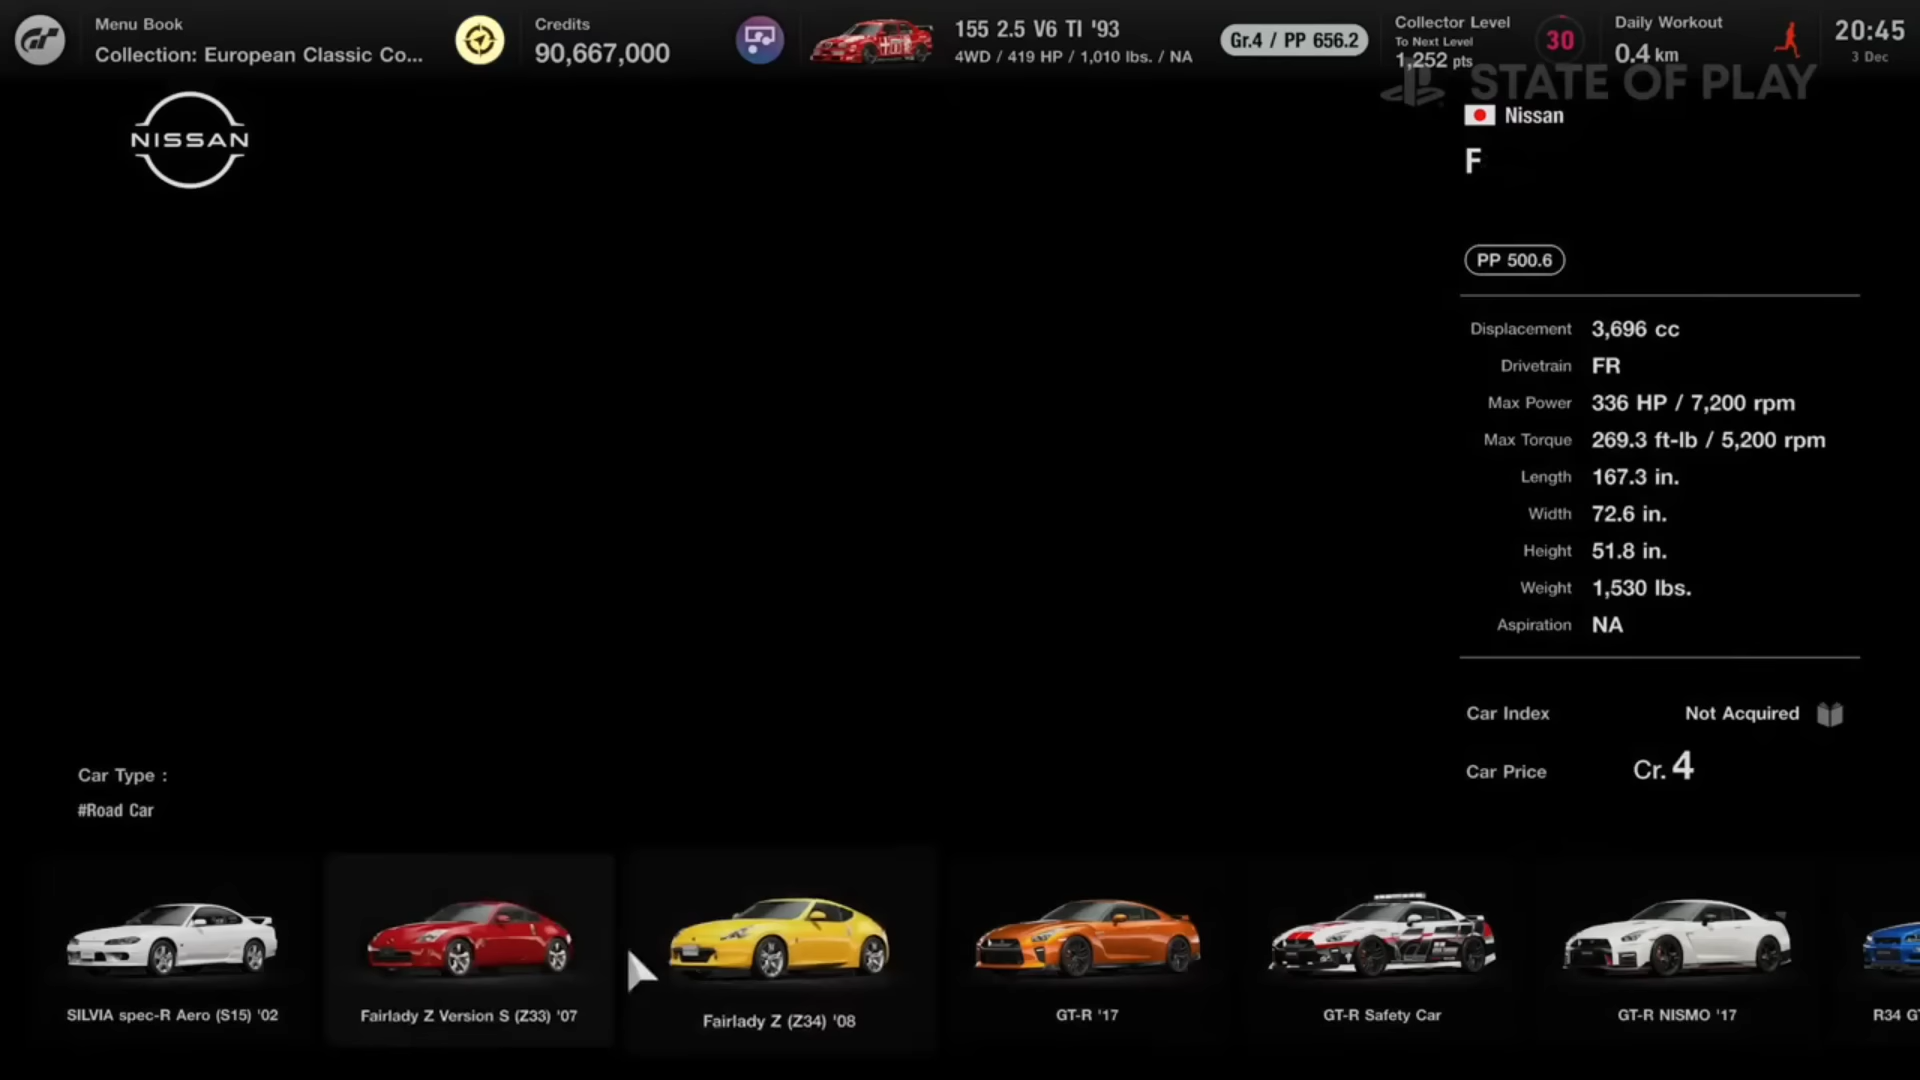 Menu Book
Collection: European Classic Co...
Credits
90,667,000
155 2.5 V6 TI '93
4WD / 419 HP / 1,010 lbs. / NA
Gr.4 / PP 656.2
Collector Level
To Next Level
1,252 pts
30
Daily Workout
0.4 km
20:45
3 Dec
STATE OF PLAY
NISSAN
Nissan
F
PP 500.6
Displacement 3,696 cc
Drivetrain FR
Max Power 336 HP / 7,200 rpm
Max Torque 269.3 ft-lb / 5,200 rpm
Length 167.3 in.
Width 72.6 in.
Height 51.8 in.
Weight 1,530 lbs.
Aspiration NA
Car Index Not Acquired
Car Price Cr. 4
Car Type :
#Road Car
SILVIA spec-R Aero (S15) '02
Fairlady Z Version S (Z33) '07
Fairlady Z (Z34) '08
GT-R '17
GT-R Safety Car
GT-R NISMO '17
R34 GT